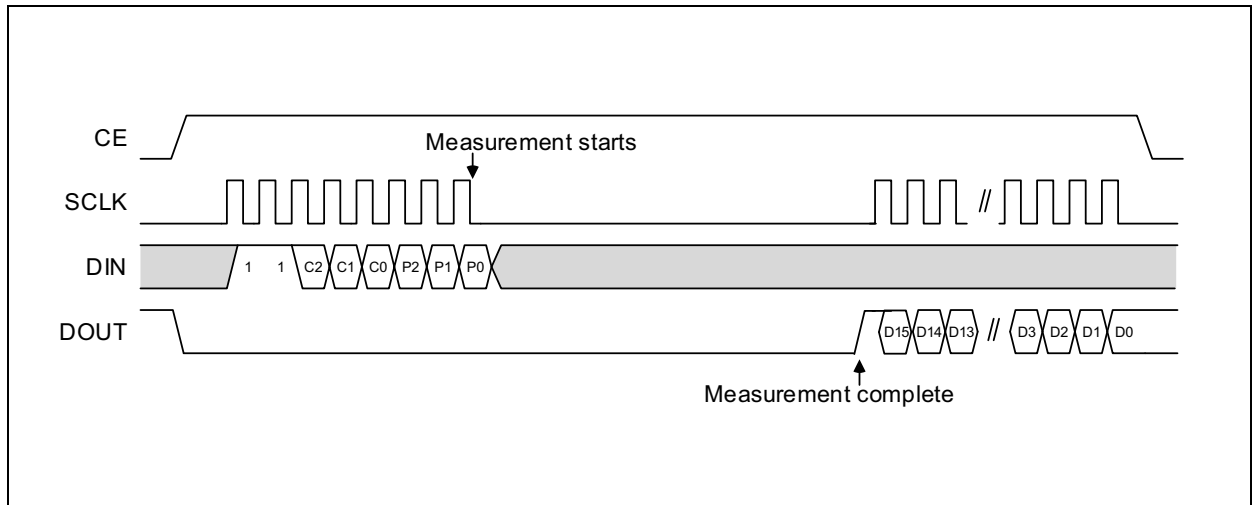 CE
Measurement starts
SCLK
//
DIN
1 1 C2 C1 C0 P2 P1 P0
DOUT
D15 D14 D13 // D3 D2 D1 D0
Measurement complete